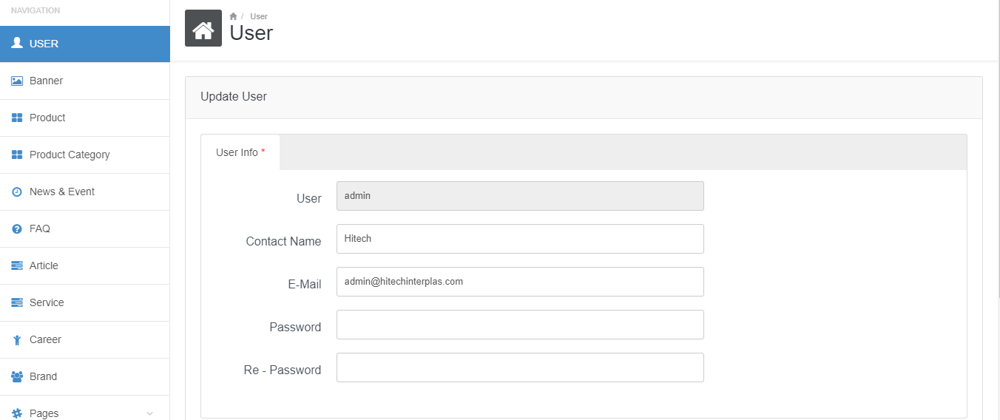 NAVIGATION
USER
Banner
Product
Product Category
News & Event
FAQ
Article
Service
Career
Brand
Pages
/ User
User
Update User
User Info *
User admin
Contact Name Hitech
E-Mail admin@hitechinterplas.com
Password
Re - Password